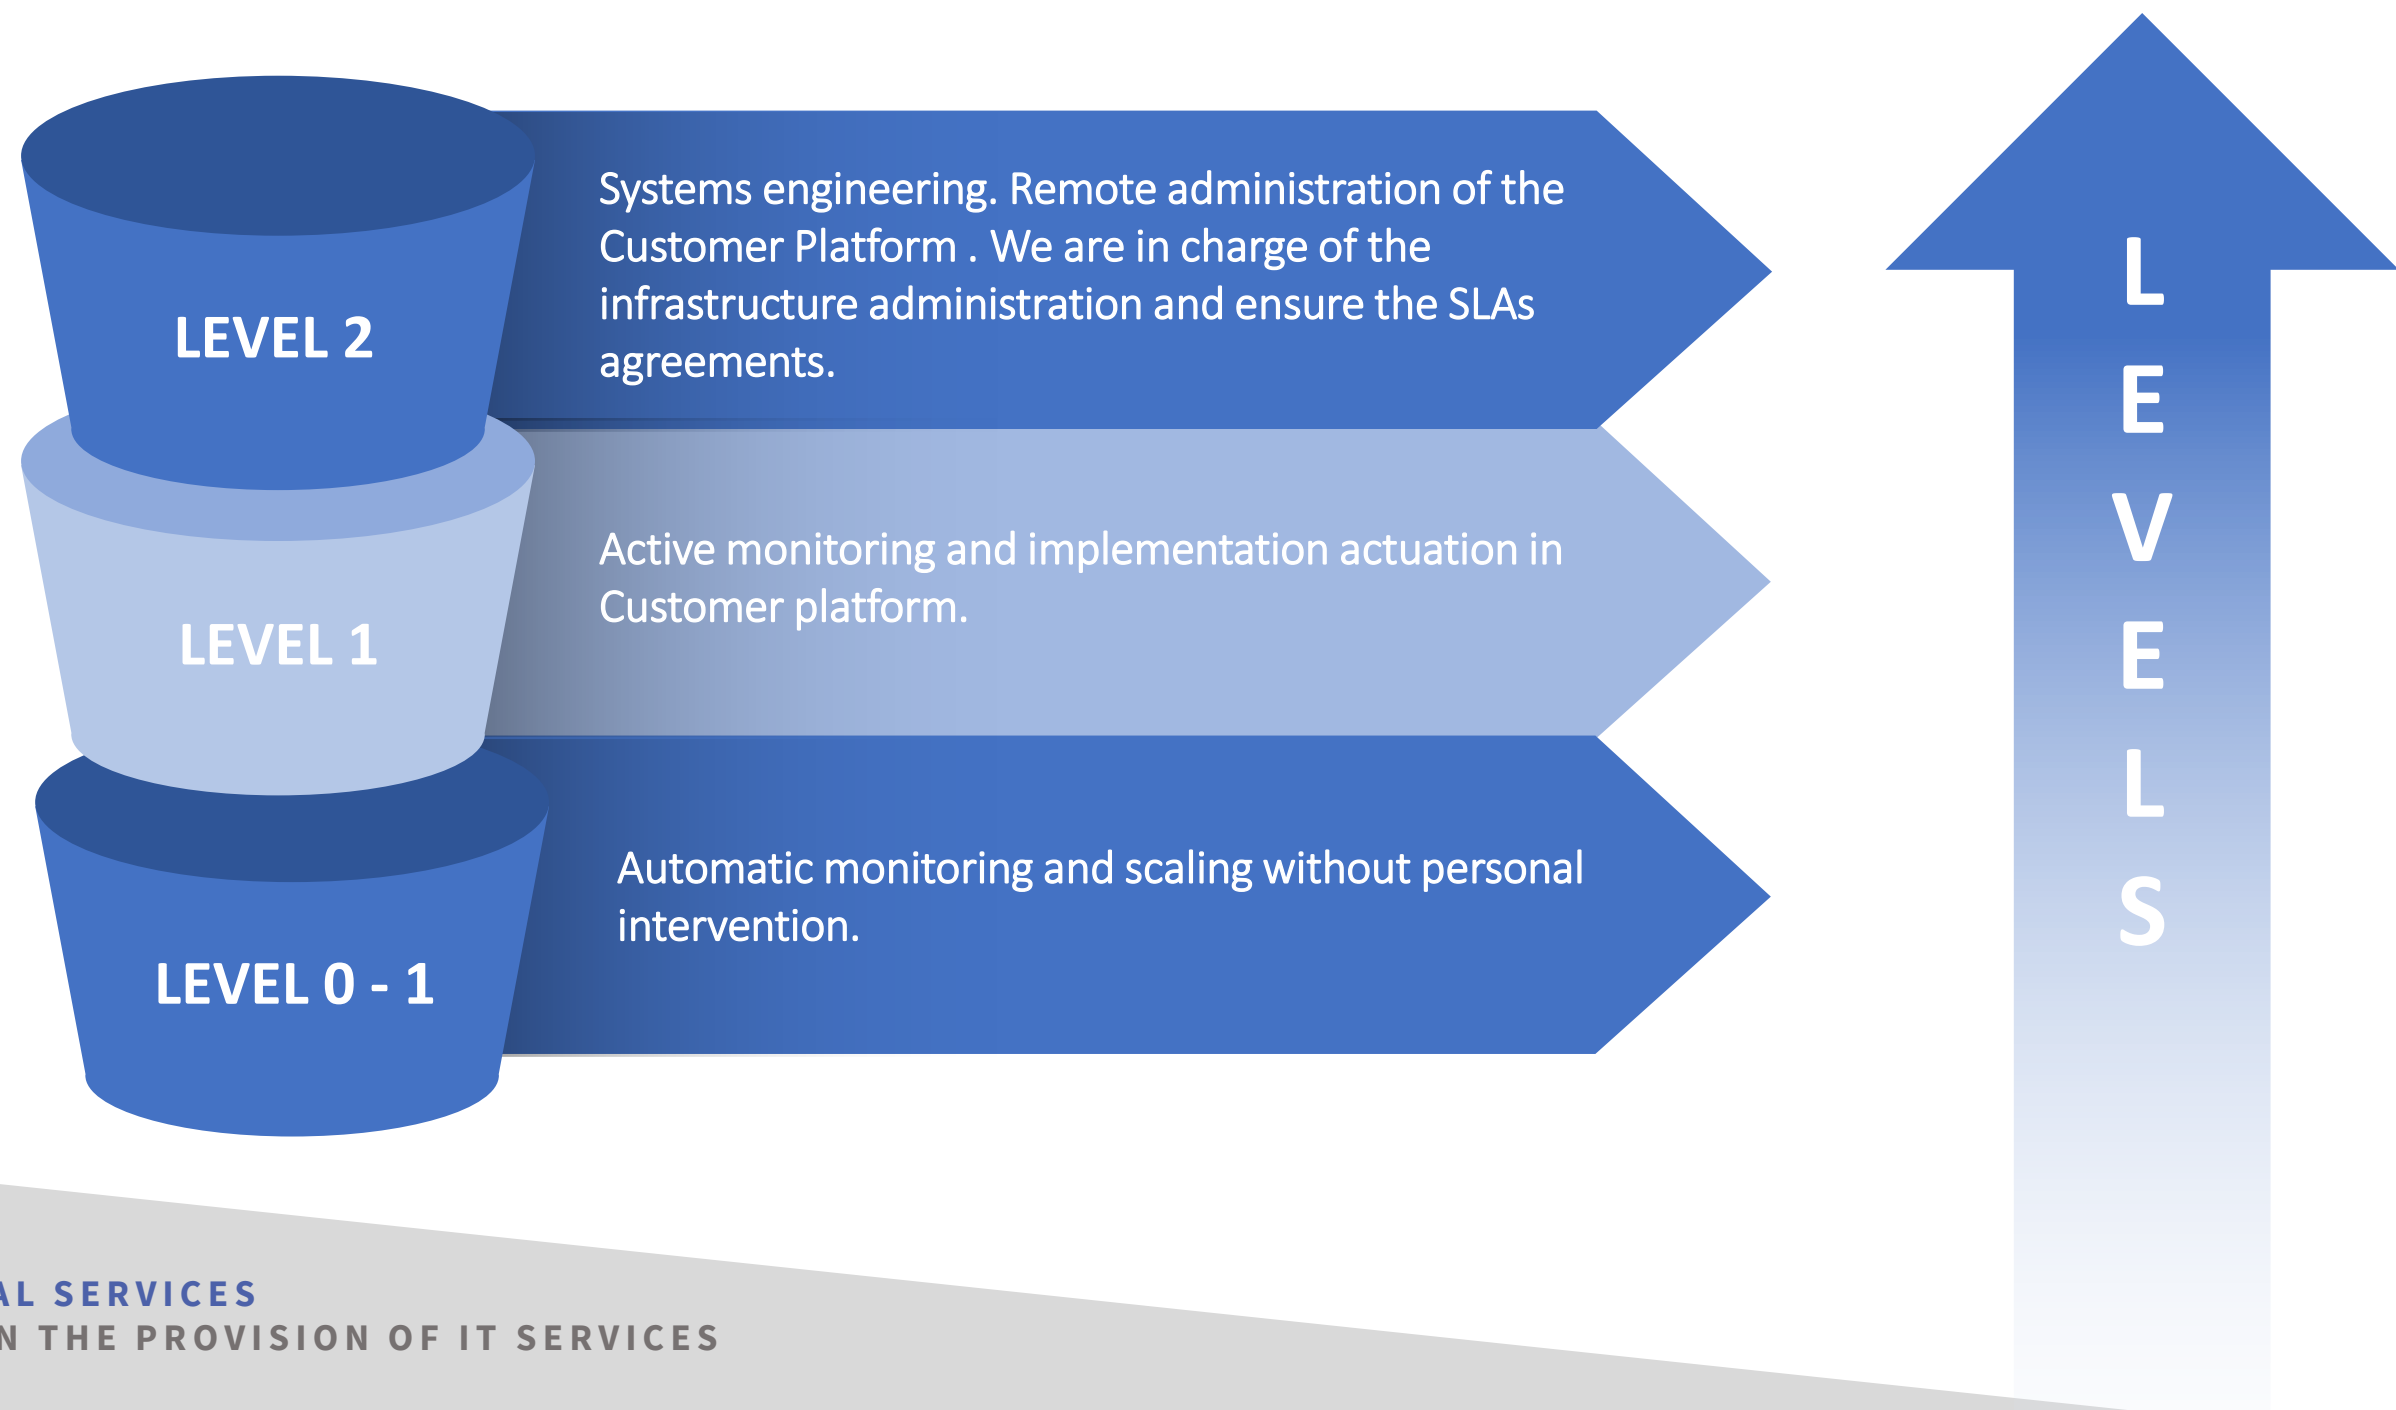 LEVEL 2
Systems engineering. Remote administration of the
Customer Platform . We are in charge of the
infrastructure administration and ensure the SLAs
agreements.
LEVEL 1
Active monitoring and implementation actuation in
Customer platform.
LEVEL 0 - 1
Automatic monitoring and scaling without personal
intervention.
L
E
V
E
L
S
SERVICES
THE PROVISION OF IT SERVICES